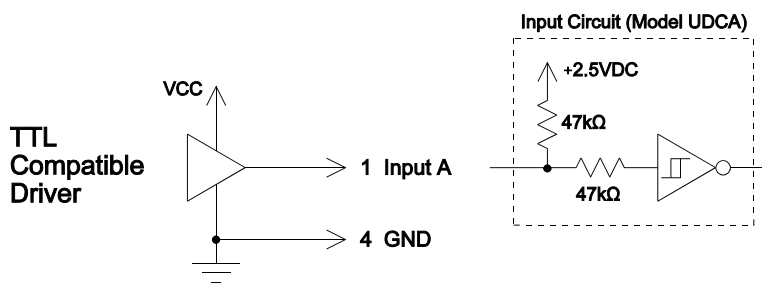 Input Circuit (Model UDCA)
+2.5VDC
VCC
47kΩ
TTL
Compatible
Driver
1 Input A
47kΩ
4 GND